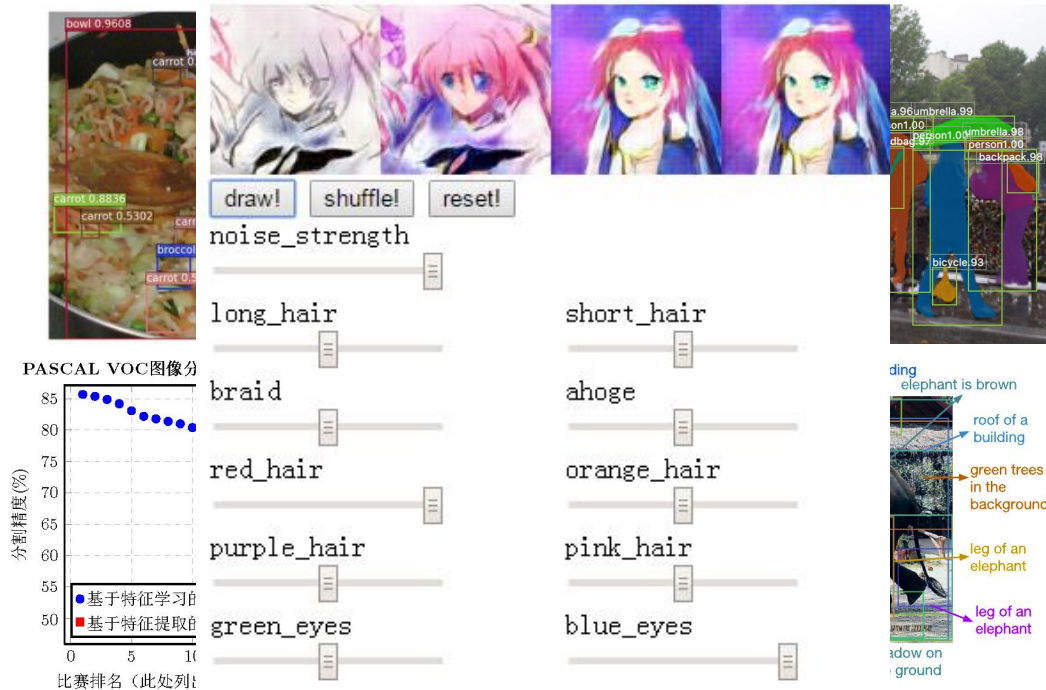 bowl 0.9608
carrot 0.8836
carrot 0.5302
draw!
shuffle!
reset!
noise_strength
long_hair
short_hair
braid
ahoge
red_hair
orange_hair
purple_hair
pink_hair
green_eyes
blue_eyes
umbrella.99
person1.00
umbrella.98
person1.00
backpack.98
bicycle.93
PASCAL VOC图像分
85
80
75
70
65
60
55
50
分割精度(%)
基于特征学习的
基于特征提取的
0
5
10
比赛排名（此处列出
elephant is brown
roof of a
building
green trees
in the
background
leg of an
elephant
leg of an
elephant
ground